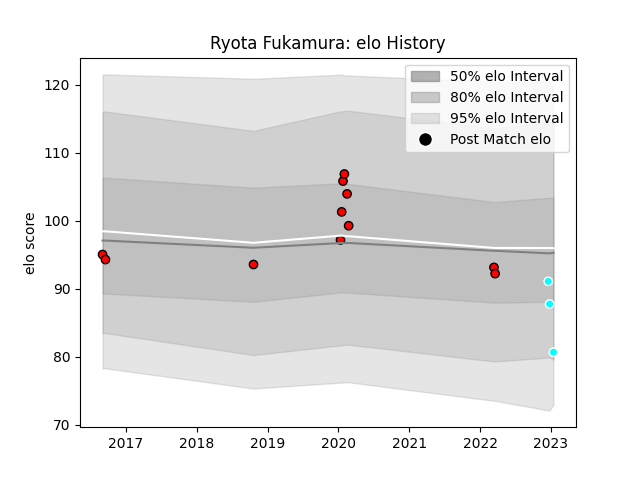 Ryota Fukamura: elo History
50% elo Interval
80% elo Interval
95% elo Interval
Post Match elo
elo score
120
110
100
90
80
70
2017 2018 2019 2020 2021 2022 2023